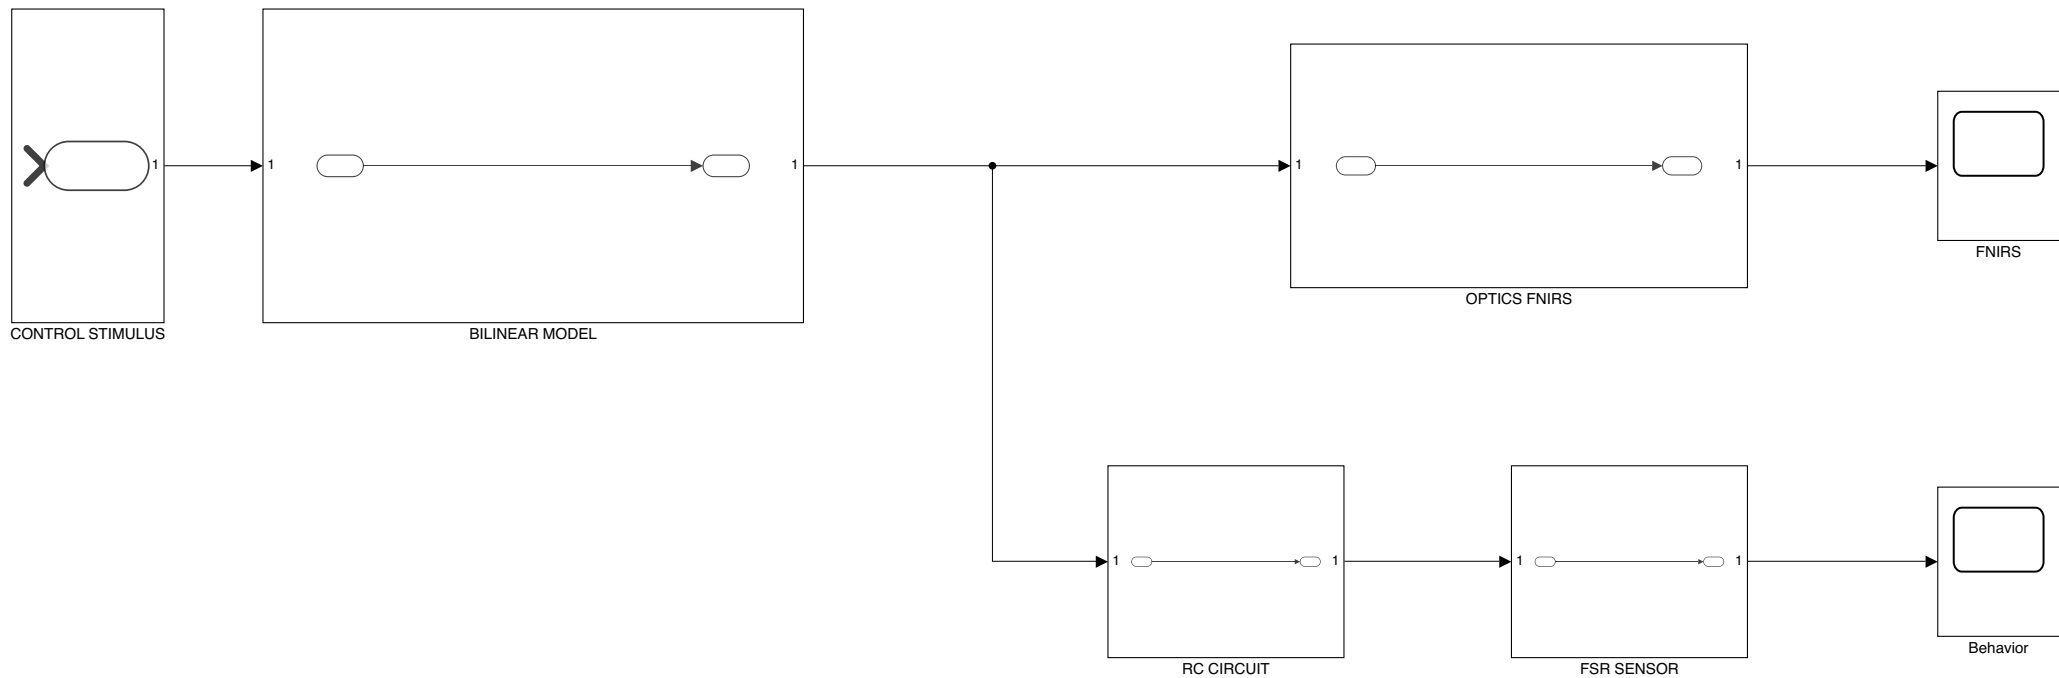 1
1
1
1
1
FNIRS
OPTICS FNIRS
CONTROL STIMULUS
BILINEAR MODEL
1
1
1
1
Behavior
RC CIRCUIT
FSR SENSOR